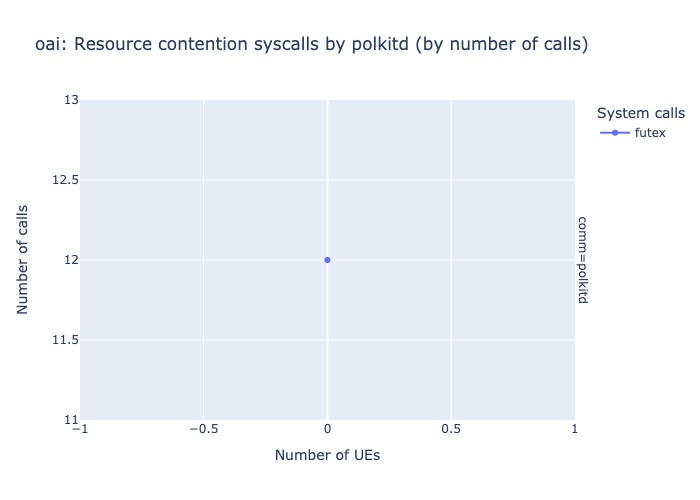 oai: Resource contention syscalls by polkitd (by number of calls)
System calls
futex
Number of calls
13
12.5
12
11.5
11
−1
−0.5
0
0.5
1
Number of UEs
comm=polkitd